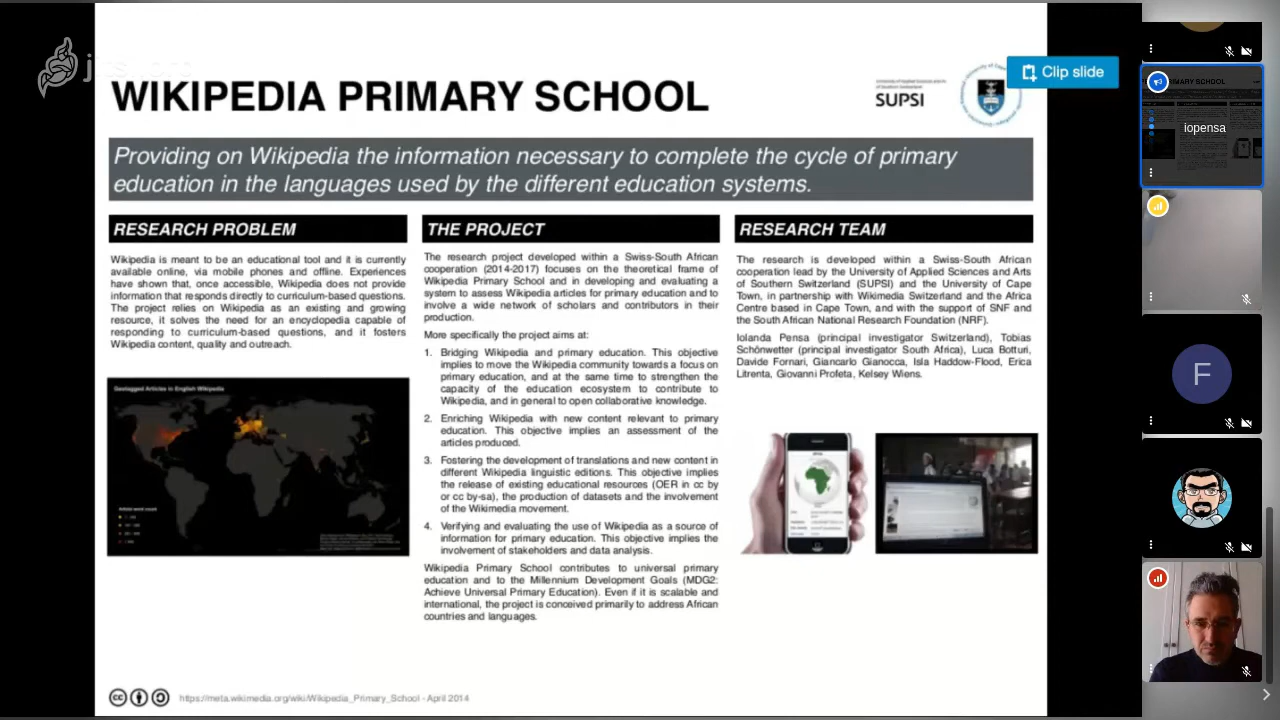 Clip slide
WIKIPEDIA PRIMARY SCHOOL
SUPSI
Providing on Wikipedia the information necessary to complete the cycle of primary
education in the languages used by the different education systems.
RESEARCH PROBLEM
Wikipedia is meant to be an educational tool and it is currently
available online, via mobile phones and offline. Experiences
have shown that, once accessible, Wikipedia does not provide
information that responds directly to curriculum-based questions.
The project relies on Wikipedia as an existing and growing
resource, it solves the need for an encyclopedia capable of
responding to curriculum-based questions, and it fosters
Wikipedia content, quality and outreach.
Geotagged Articles in English Wikipedia
Article word count
THE PROJECT
The research project developed within a Swiss-South African
cooperation (2014-2017) focuses on the theoretical frame of
Wikipedia Primary School and in developing and evaluating a
system to assess Wikipedia articles for primary education and to
involve a wide network of scholars and contributors in their
production.
More specifically the project aims at:
1. Bridging Wikipedia and primary education. This objective
implies to move the Wikipedia community towards a focus on
primary education, and at the same time to strengthen the
capacity of the education ecosystem to contribute to
Wikipedia, and in general to open collaborative knowledge.
2. Enriching Wikipedia with new content relevant to primary
education. This objective implies an assessment of the
articles produced.
3. Fostering the development of translations and new content in
different Wikipedia linguistic editions. This objective implies
the release of existing educational resources (OER in cc by
or cc by-sa), the production of datasets and the involvement
of the Wikimedia movement.
4. Verifying and evaluating the use of Wikipedia as a source of
information for primary education. This objective implies the
involvement of stakeholders and data analysis.
Wikipedia Primary School contributes to universal primary
education and to the Millennium Development Goals (MDG2:
Achieve Universal Primary Education). Even if it is scalable and
international, the project is conceived primarily to address African
countries and languages.
RESEARCH TEAM
The research is developed within a Swiss-South African
cooperation lead by the University of Applied Sciences and Arts
of Southern Switzerland (SUPSI) and the University of Cape
Town, in partnership with Wikimedia Switzerland and the Africa
Centre based in Cape Town, and with the support of SNF and
the South African National Research Foundation (NRF).
Iolanda Pensa (principal investigator Switzerland), Tobias
Schönwetter (principal investigator South Africa), Luca Botturi,
Davide Fornari, Giancarlo Gianocca, Isla Haddow-Flood, Erica
Litrenta, Giovanni Profeta, Kelsey Wiens.
cc
https://meta.wikimedia.org/wiki/Wikipedia_Primary_School - April 2014
iopensa
F